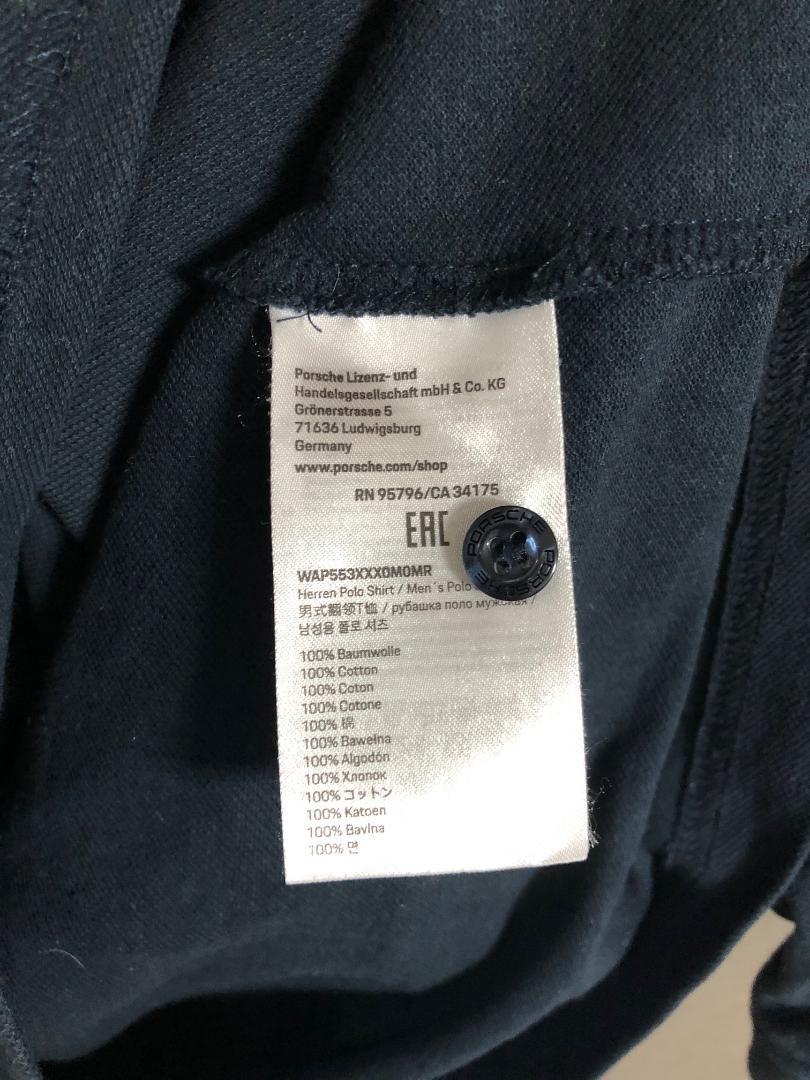 Porsche Lizenz- und
Handelsgesellschaft mbH & Co. KG
Grönerstrasse 5
71636 Ludwigsburg
Germany
www.porsche.com/shop
RN 95796/CA 34175
EAC
PORSCHE PORSCHE
WAP553XXX0M0MR
Herren Polo Shirt / Men´s Polo
男式翻领T恤 / рубашка поло мужская /
남성용 폴로 셔츠
100% Baumwolle
100% Cotton
100% Coton
100% Cotone
100% 棉
100% Bawełna
100% Algodón
100% Хлопок
100% コットン
100% Katoen
100% Bavlna
100% 면